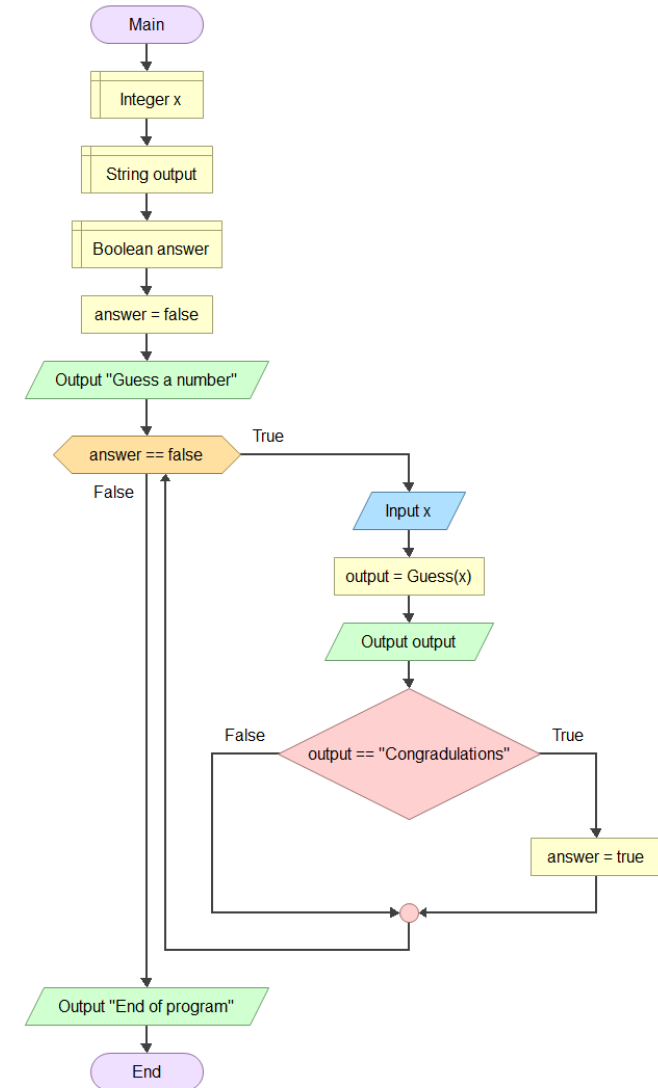 Main
Integer x
String output
Boolean answer
answer = false
Output "Guess a number"
answer == false
True
False
Input x
output = Guess(x)
Output output
output == "Congradulations"
False
True
answer = true
Output "End of program"
End